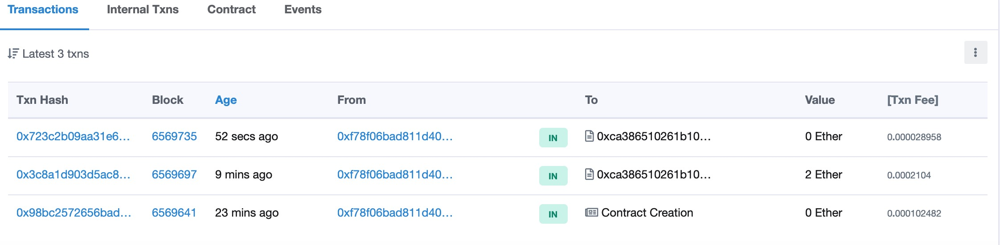 Transactions Internal Txns Contract Events
Latest 3 txns
Txn Hash Block Age From To Value [Txn Fee]
0x723c2b09aa31e6... 6569735 52 secs ago 0xf78f06bad811d40... IN 0xca386510261b10... 0 Ether 0.000028958
0x3c8a1d903d5ac8... 6569697 9 mins ago 0xf78f06bad811d40... IN 0xca386510261b10... 2 Ether 0.0002104
0x98bc2572656bad... 6569641 23 mins ago 0xf78f06bad811d40... IN Contract Creation 0 Ether 0.000102482